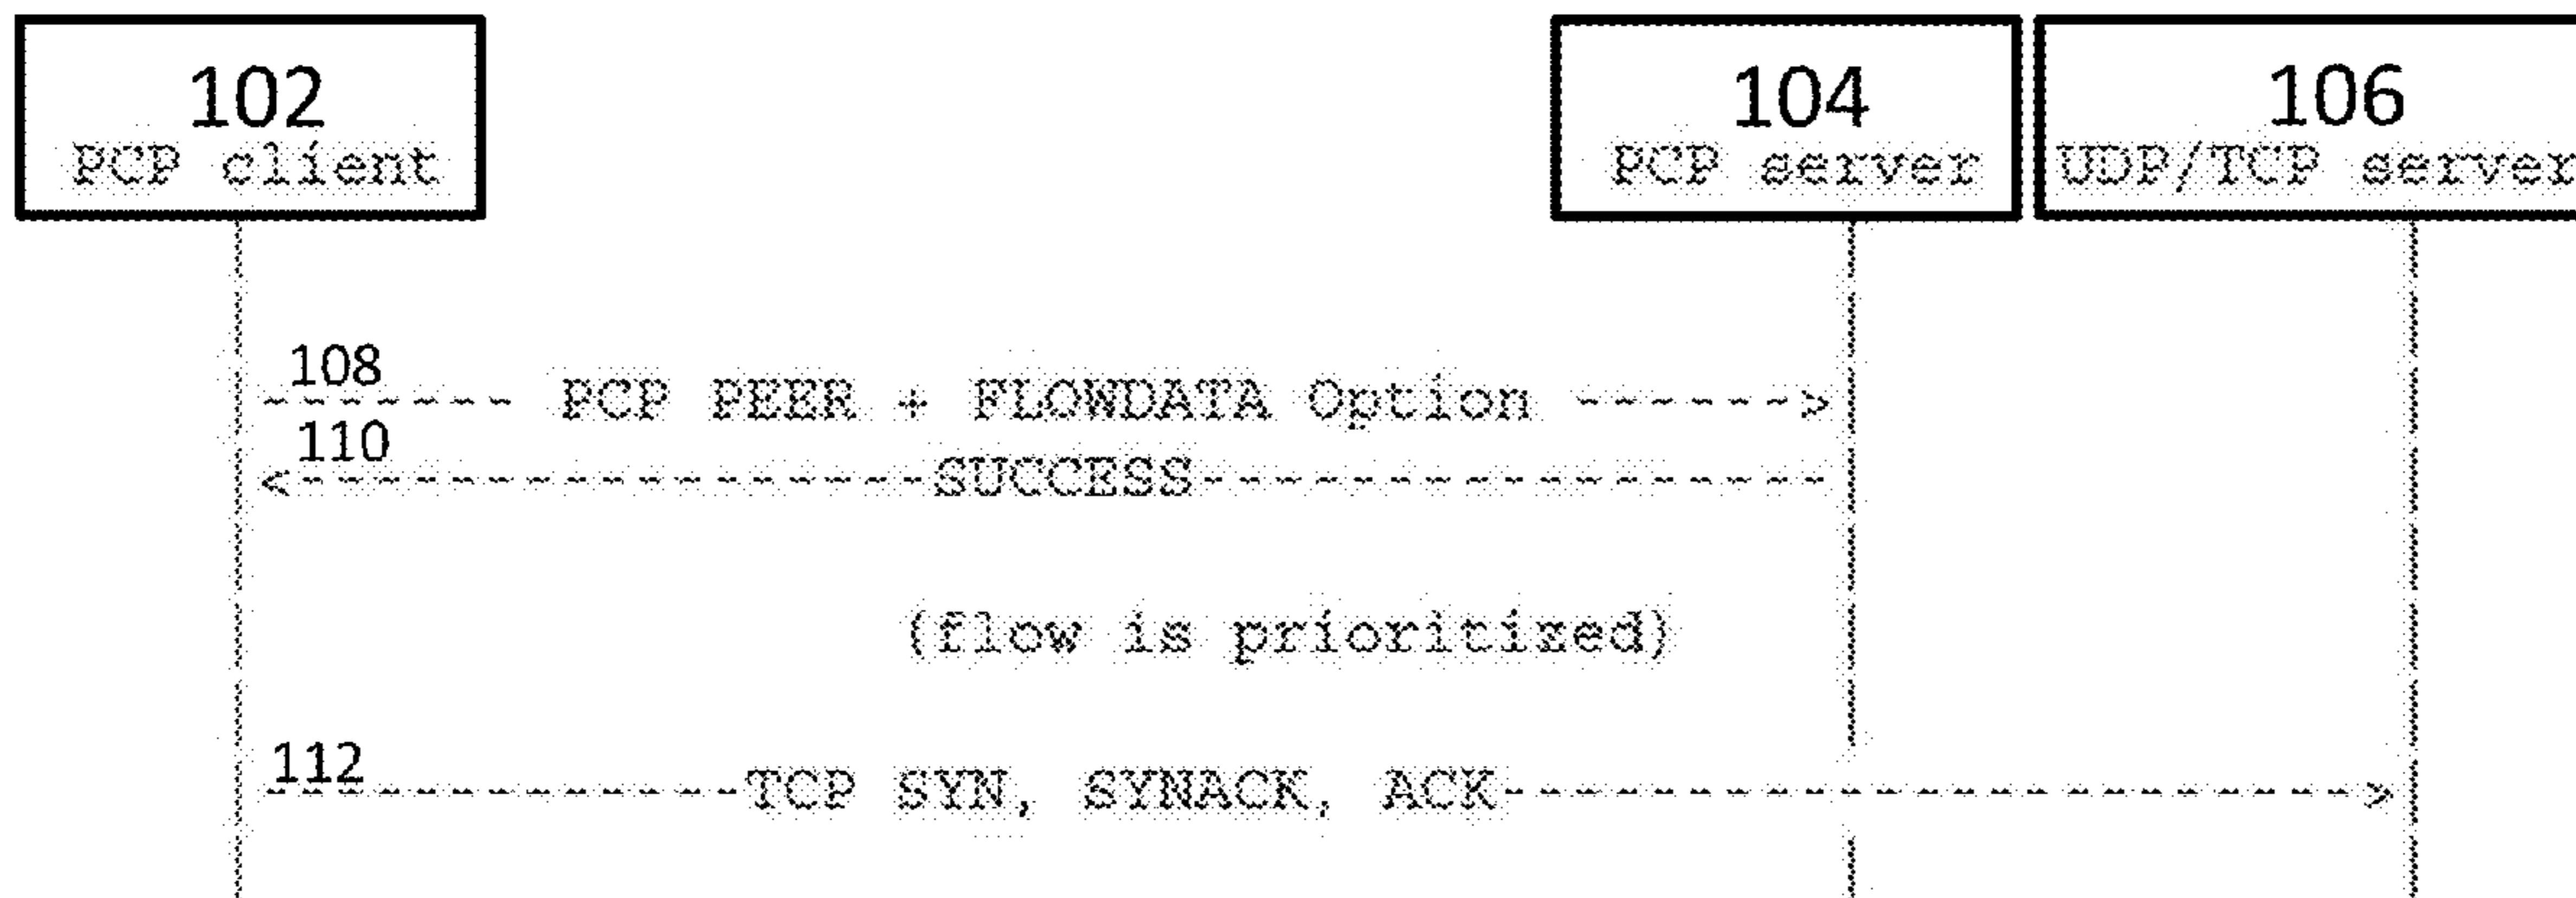 102
PCP client
104
PCP server
106
UDP/TCP server
108
------ PCP PEER + FLOWDATA Option ------>
110
<-----------------SUCCESS-----------------
(flow is prioritized)
112
-------------TCP SYN, SYNACK, ACK------------------------>